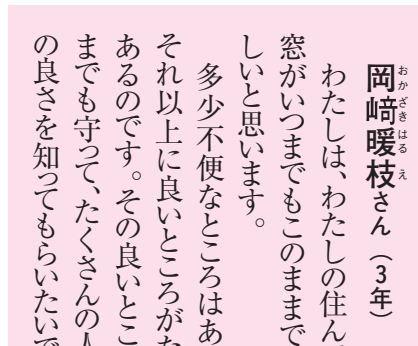 岡﨑暖枝さん（3年）
わたしは、わたしの住ん
窓がいつまでもこのままで
しいと思います。
多少不便なところはあ
それ以上に良いところがた
あるのです。その良いとこ
までも守って、たくさんの人
の良さを知ってもらいたいで